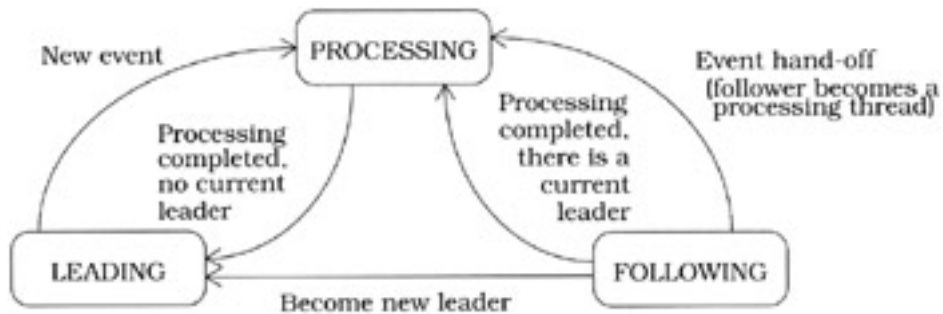 PROCESSING
New event
Event hand-off
(follower becomes a
processing thread)
Processing
completed,
no current
leader
Processing
completed,
there is a
current
leader
LEADING
FOLLOWING
Become new leader